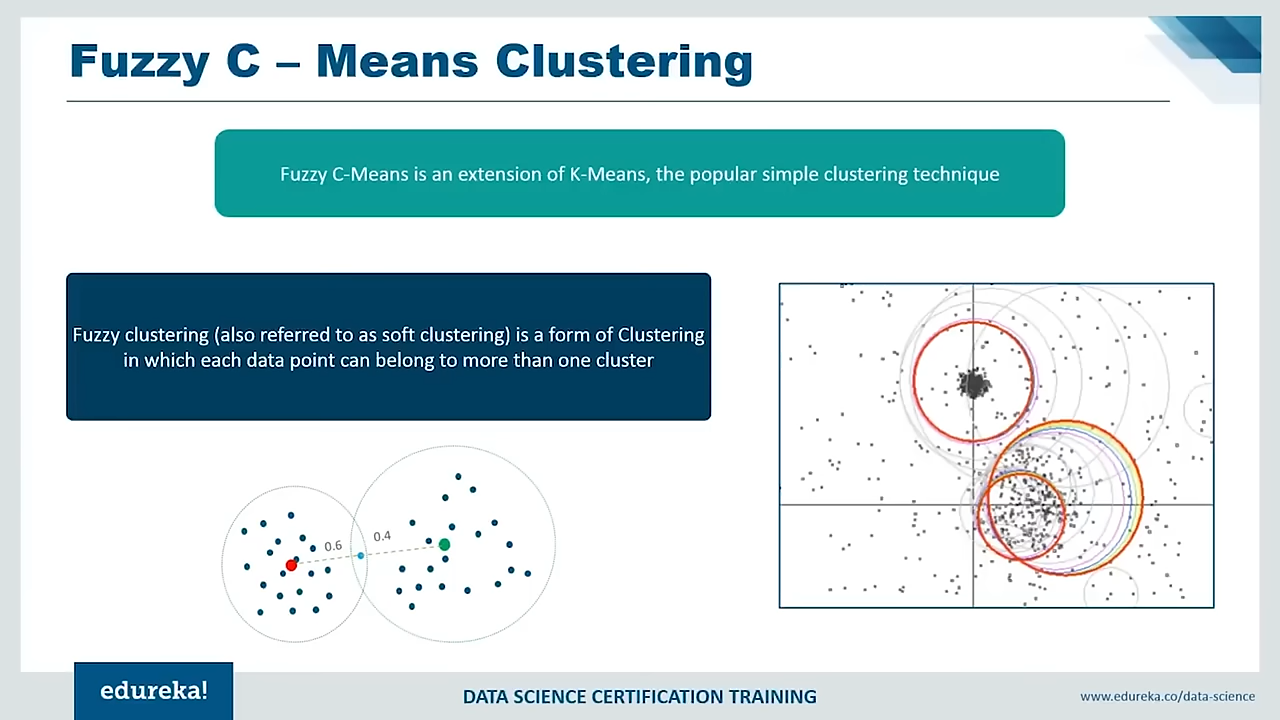 Fuzzy C – Means Clustering
Fuzzy C-Means is an extension of K-Means, the popular simple clustering technique
Fuzzy clustering (also referred to as soft clustering) is a form of Clustering
in which each data point can belong to more than one cluster
0.6
0.4
edureka!
DATA SCIENCE CERTIFICATION TRAINING
www.edureka.co/data-science